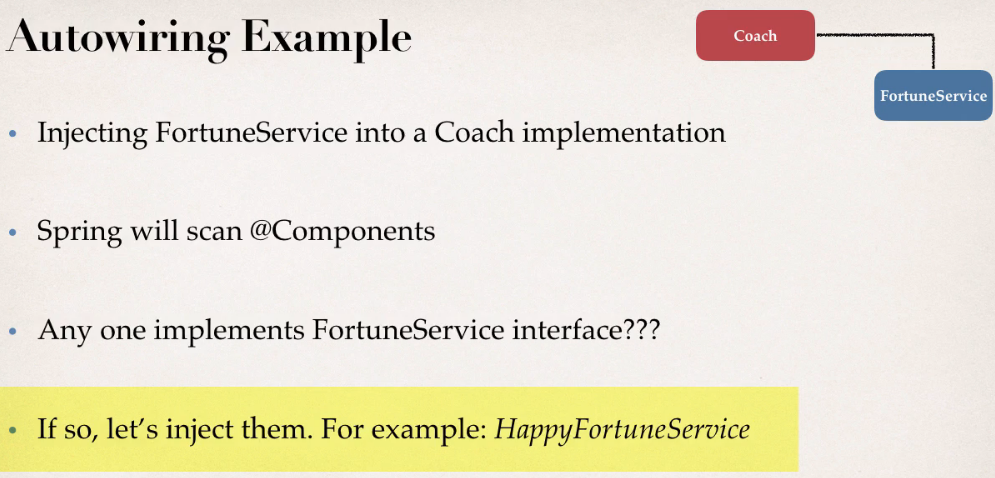 Autowiring Example
Coach
FortuneService
• Injecting FortuneService into a Coach implementation
• Spring will scan @Components
• Any one implements FortuneService interface???
• If so, let’s inject them. For example: HappyFortuneService